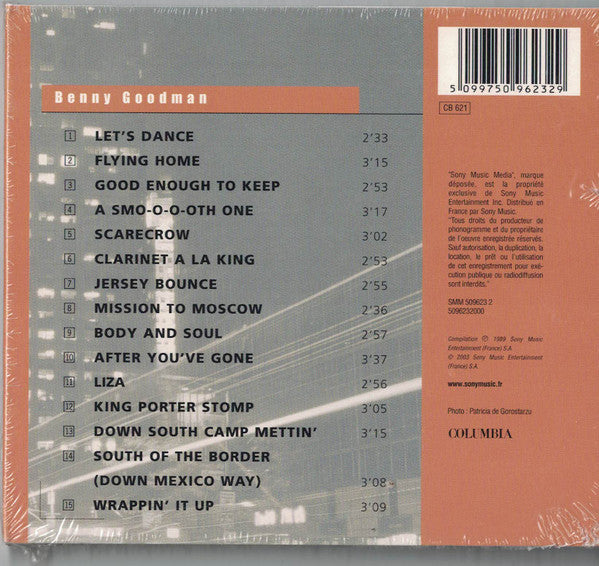 Benny Goodman
1 LET'S DANCE 2'33
2 FLYING HOME 3'15
3 GOOD ENOUGH TO KEEP 2'53
4 A SMO-O-O-OTH ONE 3'17
5 SCARECROW 3'02
6 CLARINET A LA KING 2'53
7 JERSEY BOUNCE 2'55
8 MISSION TO MOSCOW 2'36
9 BODY AND SOUL 2'57
10 AFTER YOU'VE GONE 3'37
11 LIZA 2'56
12 KING PORTER STOMP 3'05
13 DOWN SOUTH CAMP METTIN' 3'15
14 SOUTH OF THE BORDER
(DOWN MEXICO WAY) 3'08
15 WRAPPIN' IT UP 3'09
5 099750 962329
CB 621
"Sony Music Media", marque
déposée, est la propriété
exclusive de Sony Music
Entertainment Inc. Distribué en
France par Sony Music.
"Tous droits du producteur de
phonogramme et du propriétaire
de l'oeuvre enregistrée réservés.
Sauf autorisation, la duplication, la
location, le prêt ou l'utilisation
de cet enregistrement pour exé-
cution publique ou radiodiffusion
sont interdits."
SMM 509623 2
5096232000
Compilation ℗ 1989 Sony Music
Entertainment (France) S.A.
© 2003 Sony Music Entertainment
(France) S.A.
www.sonymusic.fr
Photo : Patricia de Gorostarzu
COLUMBIA